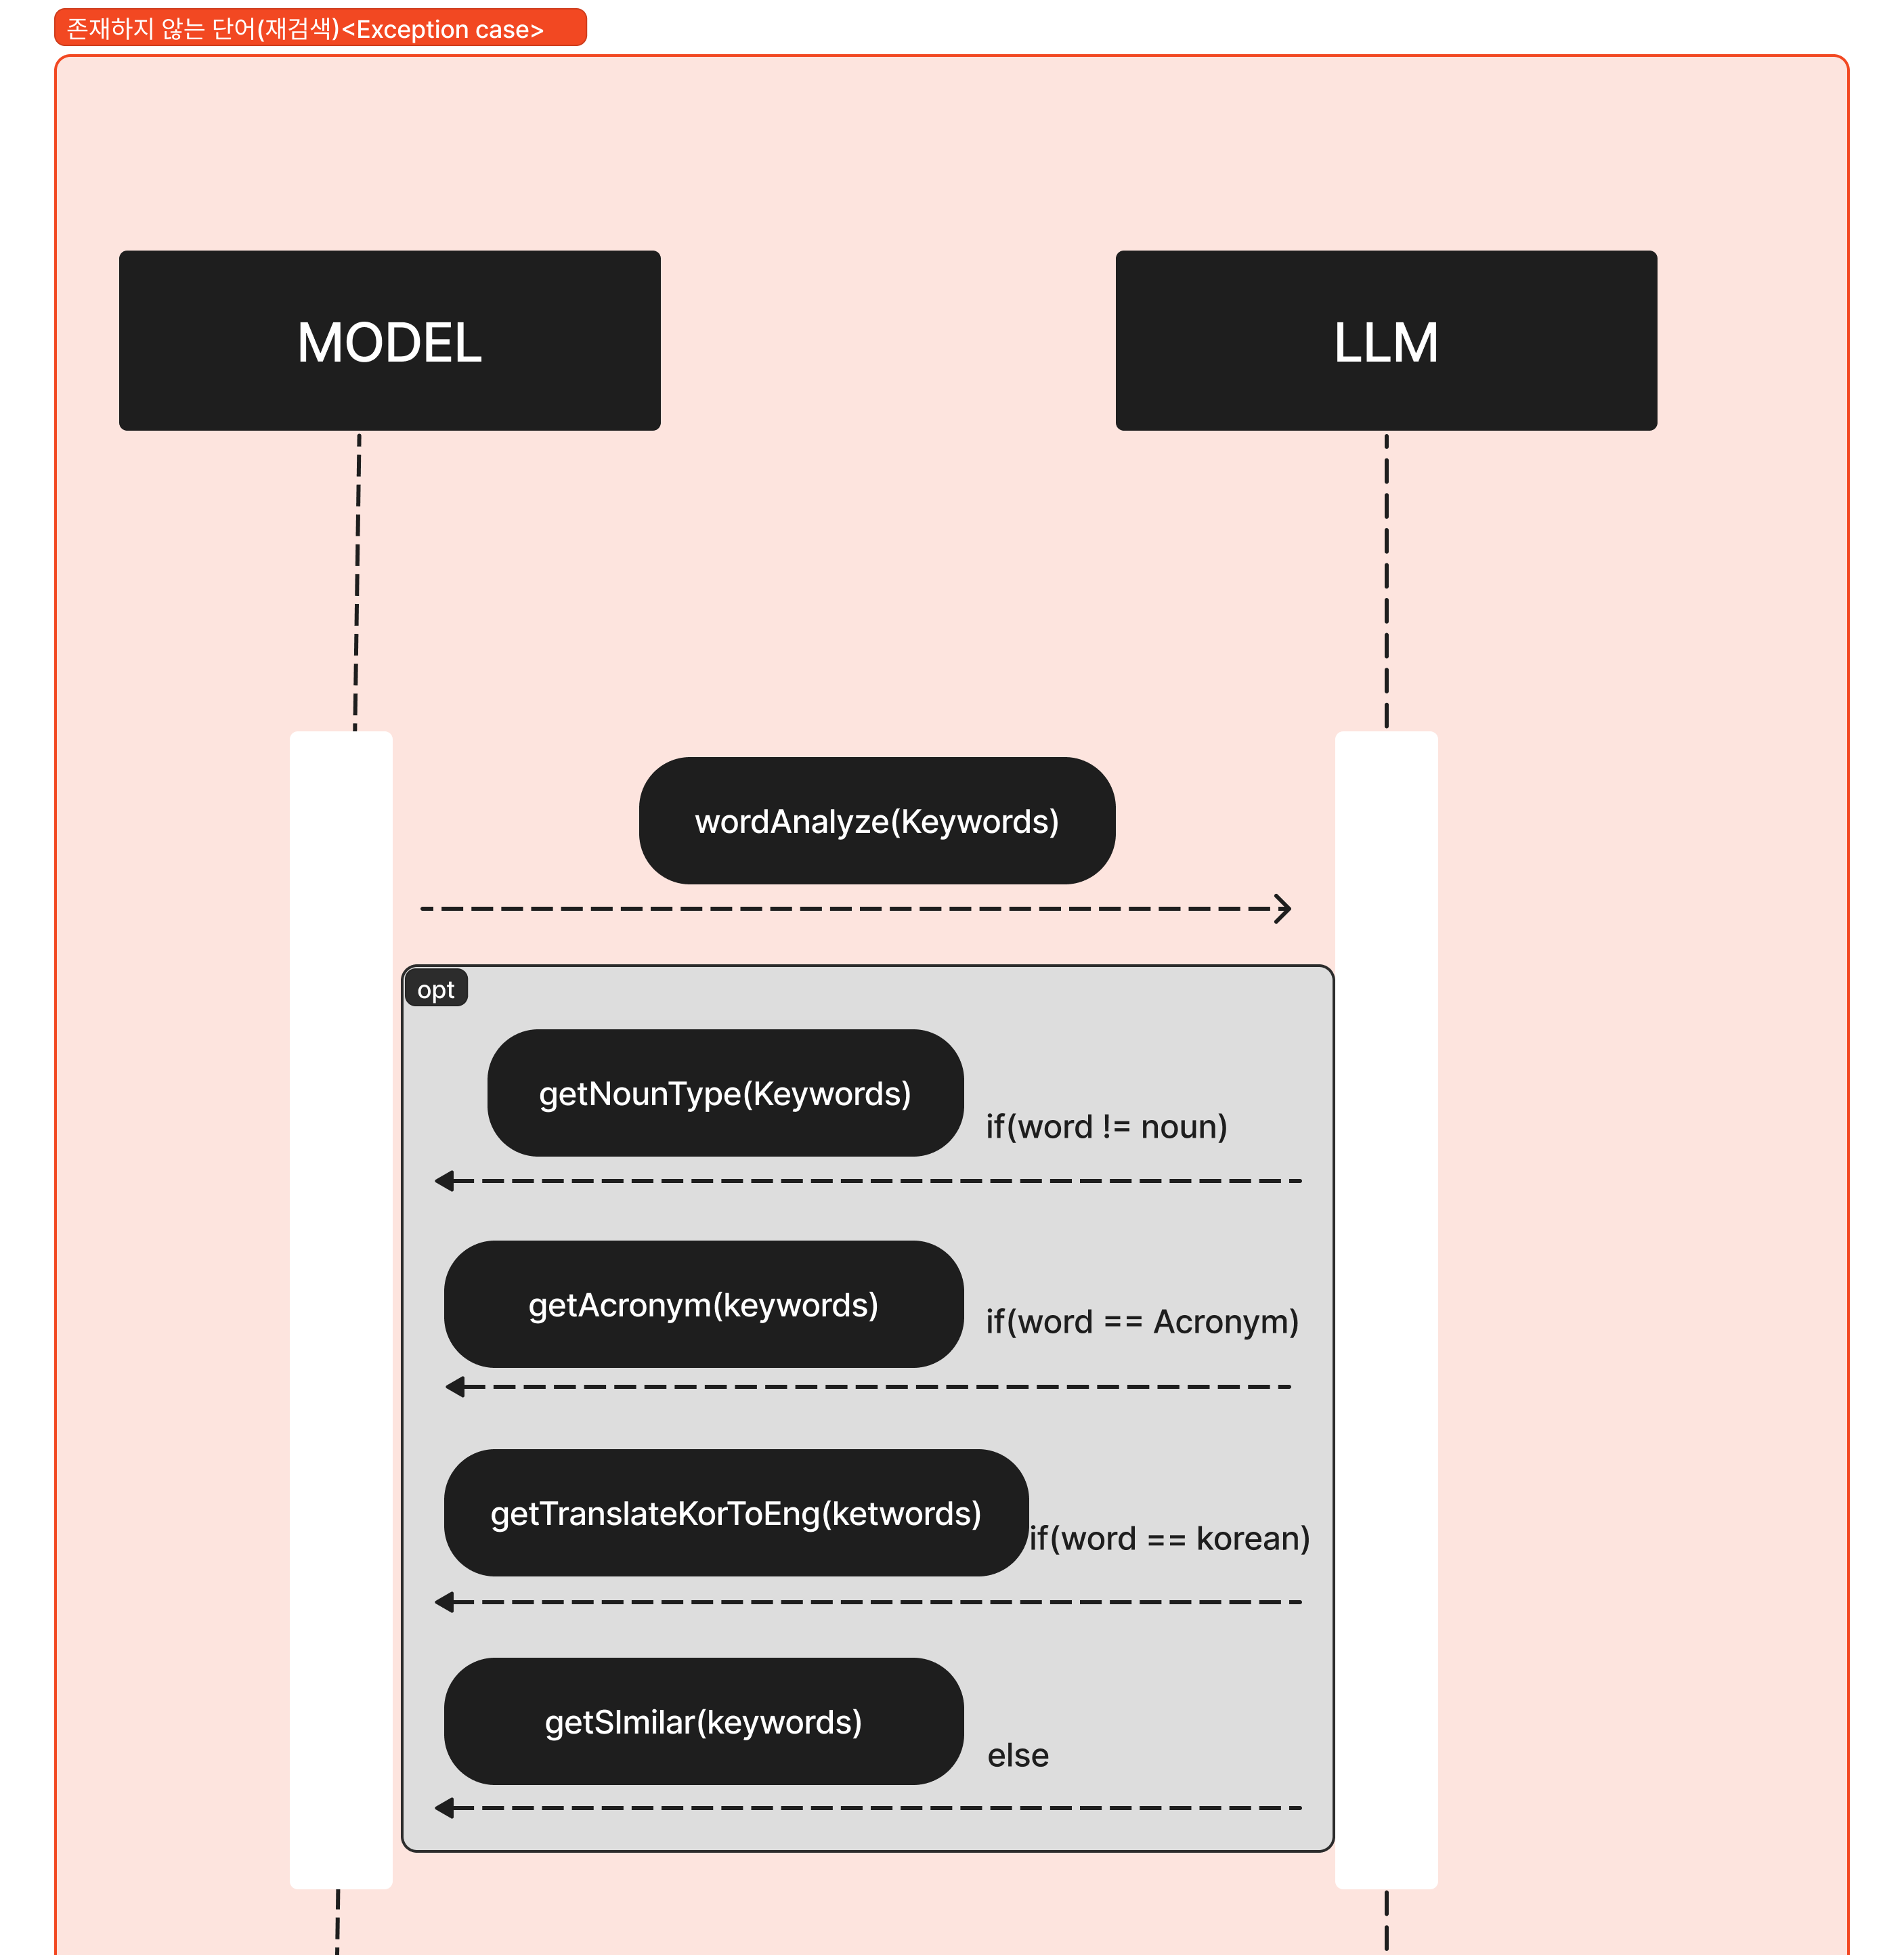 존재하지 않는 단어(재검색)<Exception case>
MODEL
LLM
wordAnalyze(Keywords)
opt
getNounType(Keywords)
if(word != noun)
getAcronym(keywords)
if(word == Acronym)
getTranslateKorToEng(ketwords)
if(word == korean)
getSImilar(keywords)
else